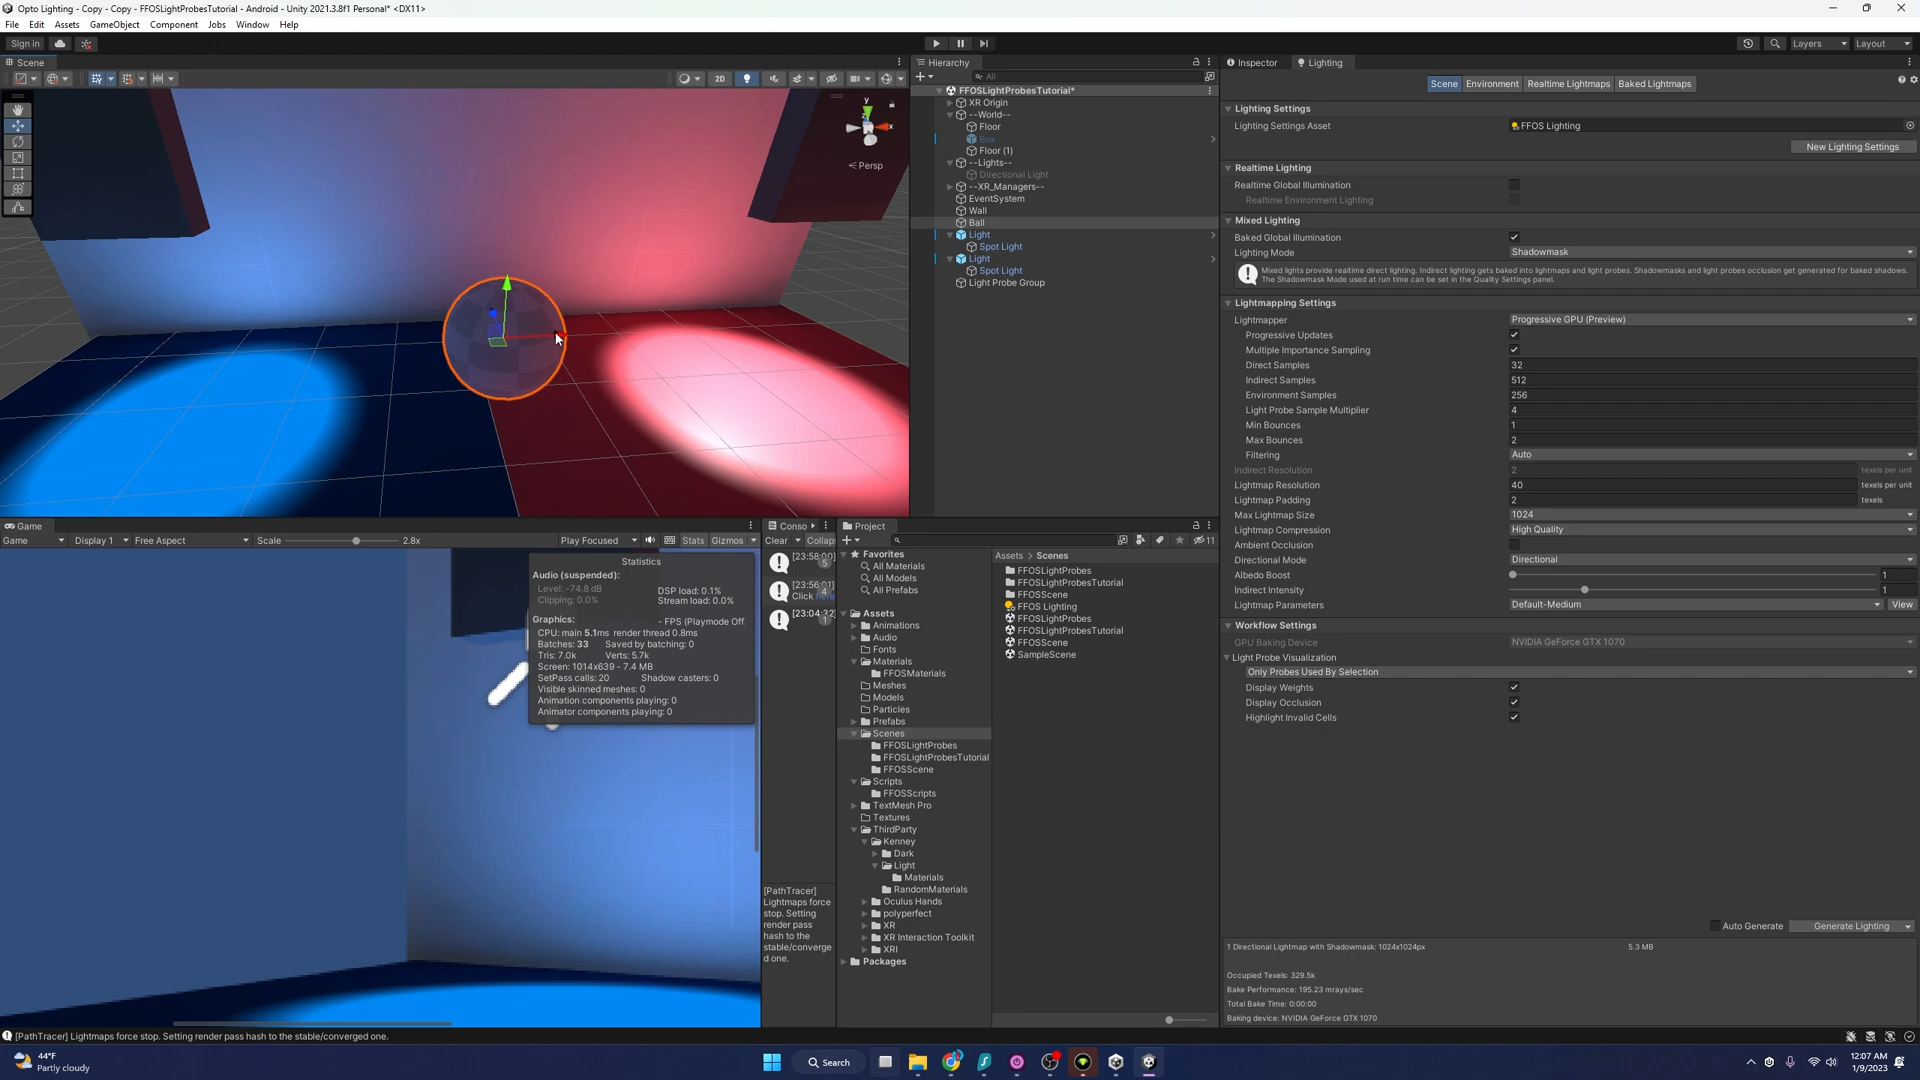 Opto Lighting - Copy - Copy - FFOSLightProbesTutorial - Android - Unity 2021.3.8f1 Personal* <DX11>
File Edit Assets GameObject Component Jobs Window Help
Sign in
Layers Layout
Scene
2D
y
x
< Persp
Hierarchy
All
FFOSLightProbesTutorial*
XR Origin
--World--
Floor
Box
Floor (1)
--Lights--
Directional Light
--XR_Managers--
EventSystem
Wall
Ball
Light
Spot Light
Light
Spot Light
Light Probe Group
Inspector Lighting
Scene Environment Realtime Lightmaps Baked Lightmaps
Lighting Settings
Lighting Settings Asset FFOS Lighting
New Lighting Settings
Realtime Lighting
Realtime Global Illumination
Realtime Environment Lighting
Mixed Lighting
Baked Global Illumination
Lighting Mode Shadowmask
Mixed lights provide realtime direct lighting. Indirect lighting gets baked into lightmaps and light probes. Shadowmasks and light probes occlusion get generated for baked shadows.
The Shadowmask Mode used at run time can be set in the Quality Settings panel.
Lightmapping Settings
Lightmapper Progressive GPU (Preview)
Progressive Updates
Multiple Importance Sampling
Direct Samples 32
Indirect Samples 512
Environment Samples 256
Light Probe Sample Multiplier 4
Min Bounces 1
Max Bounces 2
Filtering Auto
Indirect Resolution 2 texels per unit
Lightmap Resolution 40 texels per unit
Lightmap Padding 2 texels
Max Lightmap Size 1024
Lightmap Compression High Quality
Ambient Occlusion
Directional Mode Directional
Albedo Boost 1
Indirect Intensity 1
Lightmap Parameters Default-Medium View
Workflow Settings
GPU Baking Device NVIDIA GeForce GTX 1070
Light Probe Visualization
Only Probes Used By Selection
Display Weights
Display Occlusion
Highlight Invalid Cells
Auto Generate Generate Lighting
1 Directional Lightmap with Shadowmask: 1024x1024px 5.3 MB
Occupied Texels: 329.5k
Bake Performance: 195.23 mrays/sec
Total Bake Time: 0:00:00
Baking device: NVIDIA GeForce GTX 1070
Game
Game Display 1 Free Aspect Scale 2.8x Play Focused Stats Gizmos
Statistics
Audio (suspended):
Level: -74.8 dB DSP load: 0.1%
Clipping: 0.0% Stream load: 0.0%
Graphics: - FPS (Playmode Off
CPU: main 5.1ms render thread 0.8ms
Batches: 33 Saved by batching: 0
Tris: 7.0k Verts: 5.7k
Screen: 1014x639 - 7.4 MB
SetPass calls: 20 Shadow casters: 0
Visible skinned meshes: 0
Animation components playing: 0
Animator components playing: 0
Conso
Clear Collap
[23:58:00] 5
[23:56:01] 4
Click here
[23:04:32] 1
[PathTracer]
Lightmaps force
stop. Setting
render pass
hash to the
stable/converge
d one.
Project
11
Favorites
All Materials
All Models
All Prefabs
Assets
Animations
Audio
Fonts
Materials
FFOSMaterials
Meshes
Models
Particles
Prefabs
Scenes
FFOSLightProbes
FFOSLightProbesTutorial
FFOSScene
Scripts
FFOSScripts
TextMesh Pro
Textures
ThirdParty
Kenney
Dark
Light
Materials
RandomMaterials
Oculus Hands
polyperfect
XR
XR Interaction Toolkit
XRI
Packages
Assets > Scenes
FFOSLightProbes
FFOSLightProbesTutorial
FFOSScene
FFOS Lighting
FFOSLightProbes
FFOSLightProbesTutorial
FFOSScene
SampleScene
[PathTracer] Lightmaps force stop. Setting render pass hash to the stable/converged one.
44°F
Partly cloudy
Search
12:07 AM
1/9/2023